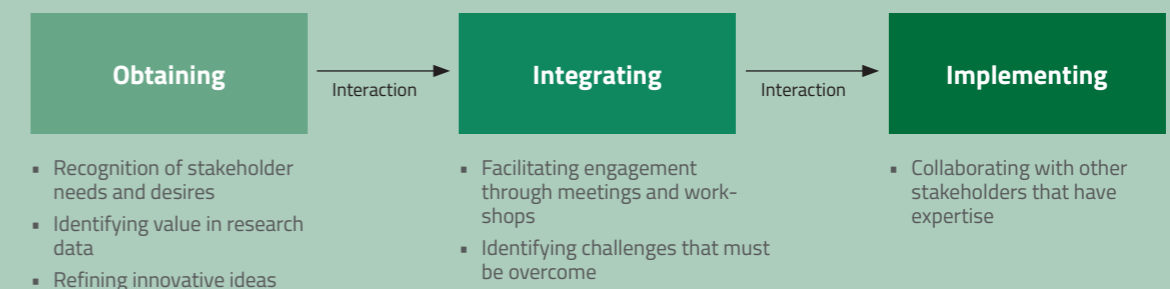 Obtaining
Interaction
Integrating
Interaction
Implementing
▪ Recognition of stakeholder
needs and desires
▪ Identifying value in research
data
▪ Refining innovative ideas
▪ Facilitating engagement
through meetings and work-
shops
▪ Identifying challenges that must
be overcome
▪ Collaborating with other
stakeholders that have
expertise